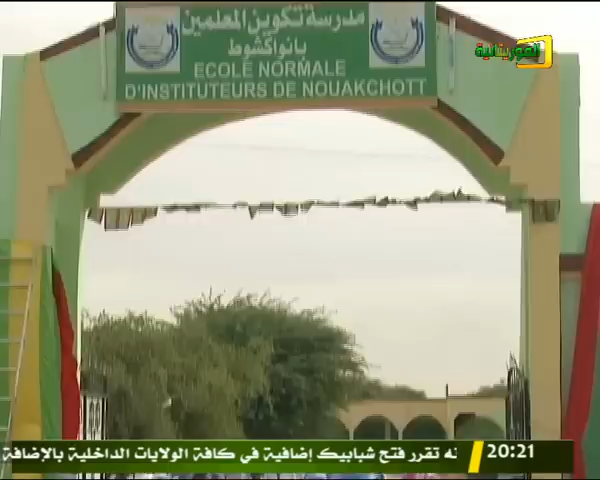 مدرسة تكوين المعلمين
بانواكشوط
ECOLE NORMALE
D'INSTITUTEURS DE NOUAKCHOTT
الموريتانية
نه تقرر فتح شبابيك إضافية في كافة الولايات الداخلية بالإضافة
20:21